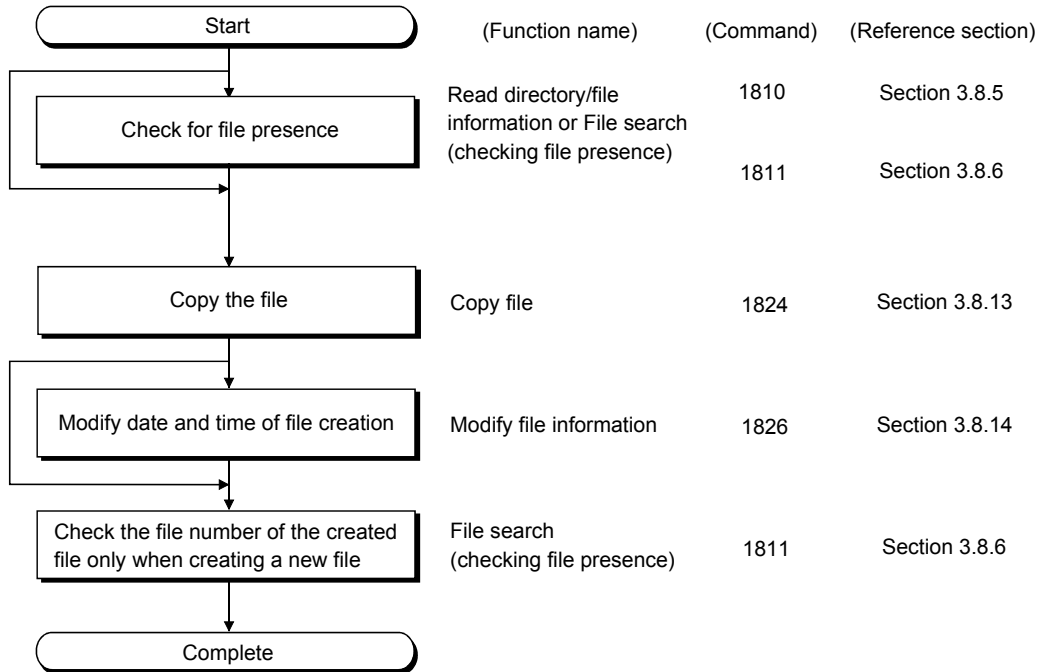 Start
(Function name) (Command) (Reference section)
Check for file presence
Read directory/file
information or File search
(checking file presence)
1810 Section 3.8.5
1811 Section 3.8.6
Copy the file Copy file 1824 Section 3.8.13
Modify date and time of file creation Modify file information 1826 Section 3.8.14
Check the file number of the created
file only when creating a new file
File search
(checking file presence)
1811 Section 3.8.6
Complete